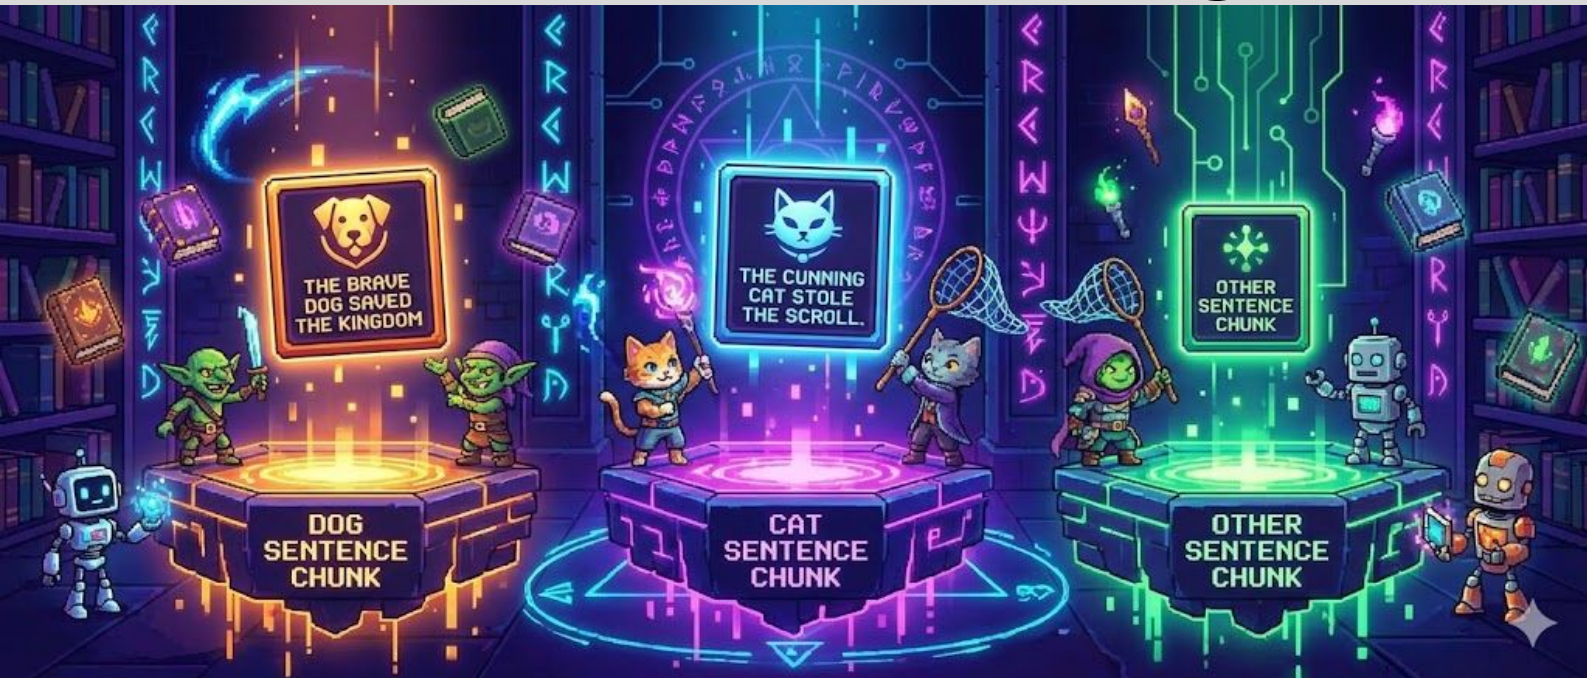 THE BRAVE
DOG SAVED
THE KINGDOM
DOG
SENTENCE
CHUNK
THE CUNNING
CAT STOLE
THE SCROLL.
CAT
SENTENCE
CHUNK
OTHER
SENTENCE
CHUNK
OTHER
SENTENCE
CHUNK